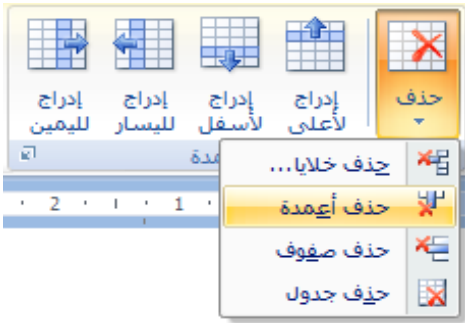 حذف
إدراج لأعلى
إدراج لأسفل
إدراج لليسار
إدراج لليمين
حذف خلايا...
حذف أعمدة
حذف صفوف
حذف جدول
1 2